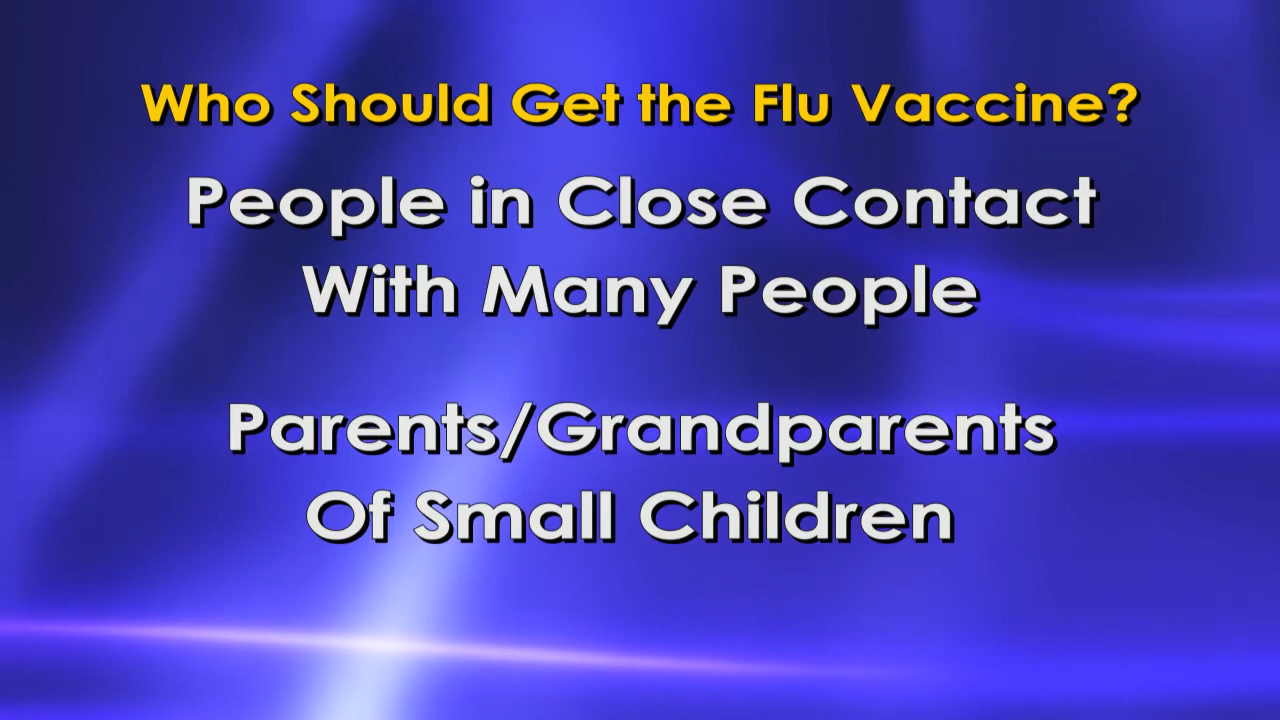 Who Should Get the Flu Vaccine?
People in Close Contact
With Many People
Parents/Grandparents
Of Small Children